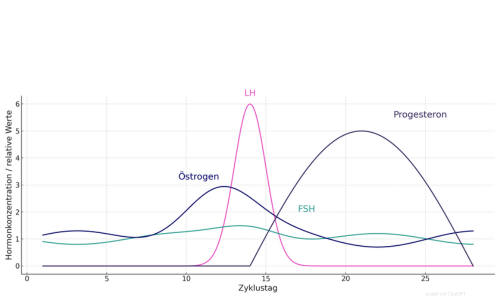 LH
6
Progesteron
5
4
Östrogen
3
FSH
2
1
0
Hormonkonzentration / relative Werte
0 5 10 15 20 25
Zyklustag